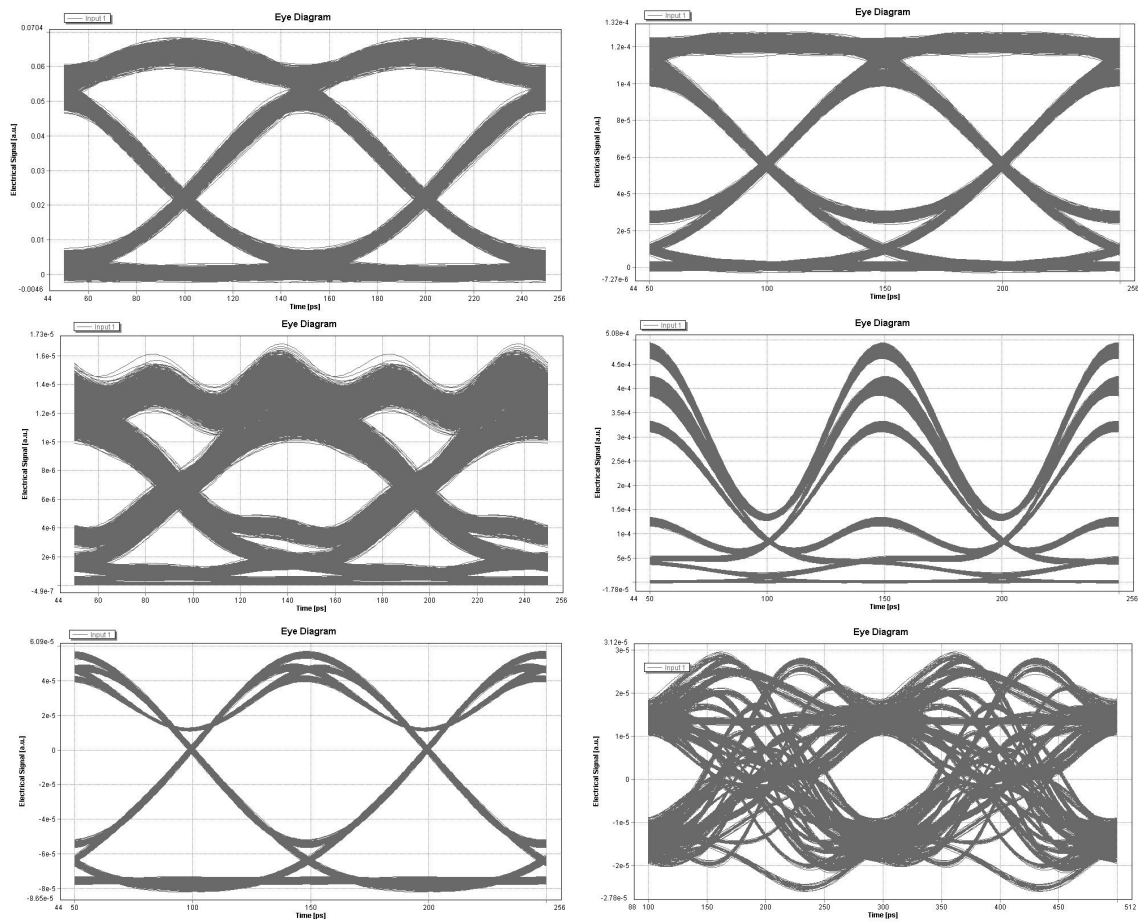 Eye Diagram
Input 1
0.0704
0.06
0.05
0.04
0.03
0.02
0.01
0
-0.0046
Electrical Signal [a.u.]
44 60 80 100 120 140 160 180 200 220 240 256
Time [ps]
Eye Diagram
Input 1
1.32e-4
1.2e-4
1e-4
8e-5
6e-5
4e-5
2e-5
0
-7.27e-6
Electrical Signal [a.u.]
44 50 100 150 200 256
Time [ps]
Eye Diagram
Input 1
1.73e-5
1.6e-5
1.4e-5
1.2e-5
1e-5
8e-6
6e-6
4e-6
2e-6
-4.9e-7
Electrical Signal [a.u.]
44 60 80 100 120 140 160 180 200 220 240 256
Time [ps]
Eye Diagram
Input 1
5.08e-4
4.5e-4
4e-4
3.5e-4
3e-4
2.5e-4
2e-4
1.5e-4
1e-4
5e-5
-1.78e-5
Electrical Signal [a.u.]
44 50 100 150 200 256
Time [ps]
Eye Diagram
Input 1
6.09e-5
4e-5
2e-5
0
-2e-5
-4e-5
-6e-5
-8e-5
-8.65e-5
Electrical Signal [a.u.]
44 50 100 150 200 256
Time [ps]
Eye Diagram
Input 1
3.12e-5
3e-5
2e-5
1e-5
0
-1e-5
-2e-5
-2.78e-5
Electrical Signal [a.u.]
88 100 150 200 250 300 350 400 450 512
Time [ps]